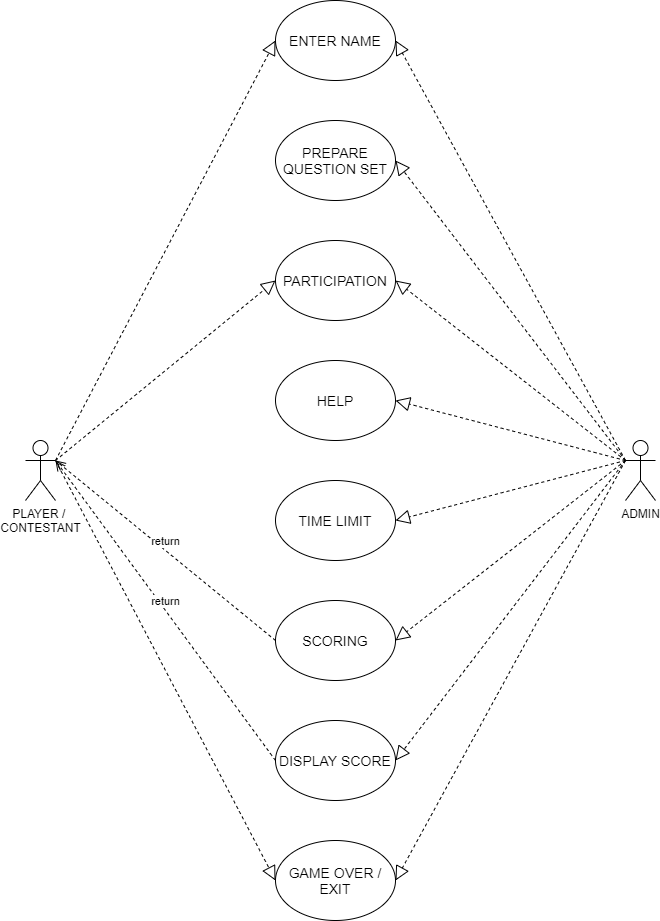 ENTER NAME
PREPARE
QUESTION SET
PARTICIPATION
HELP
PLAYER /
CONTESTANT
ADMIN
TIME LIMIT
return
return
SCORING
DISPLAY SCORE
GAME OVER /
EXIT